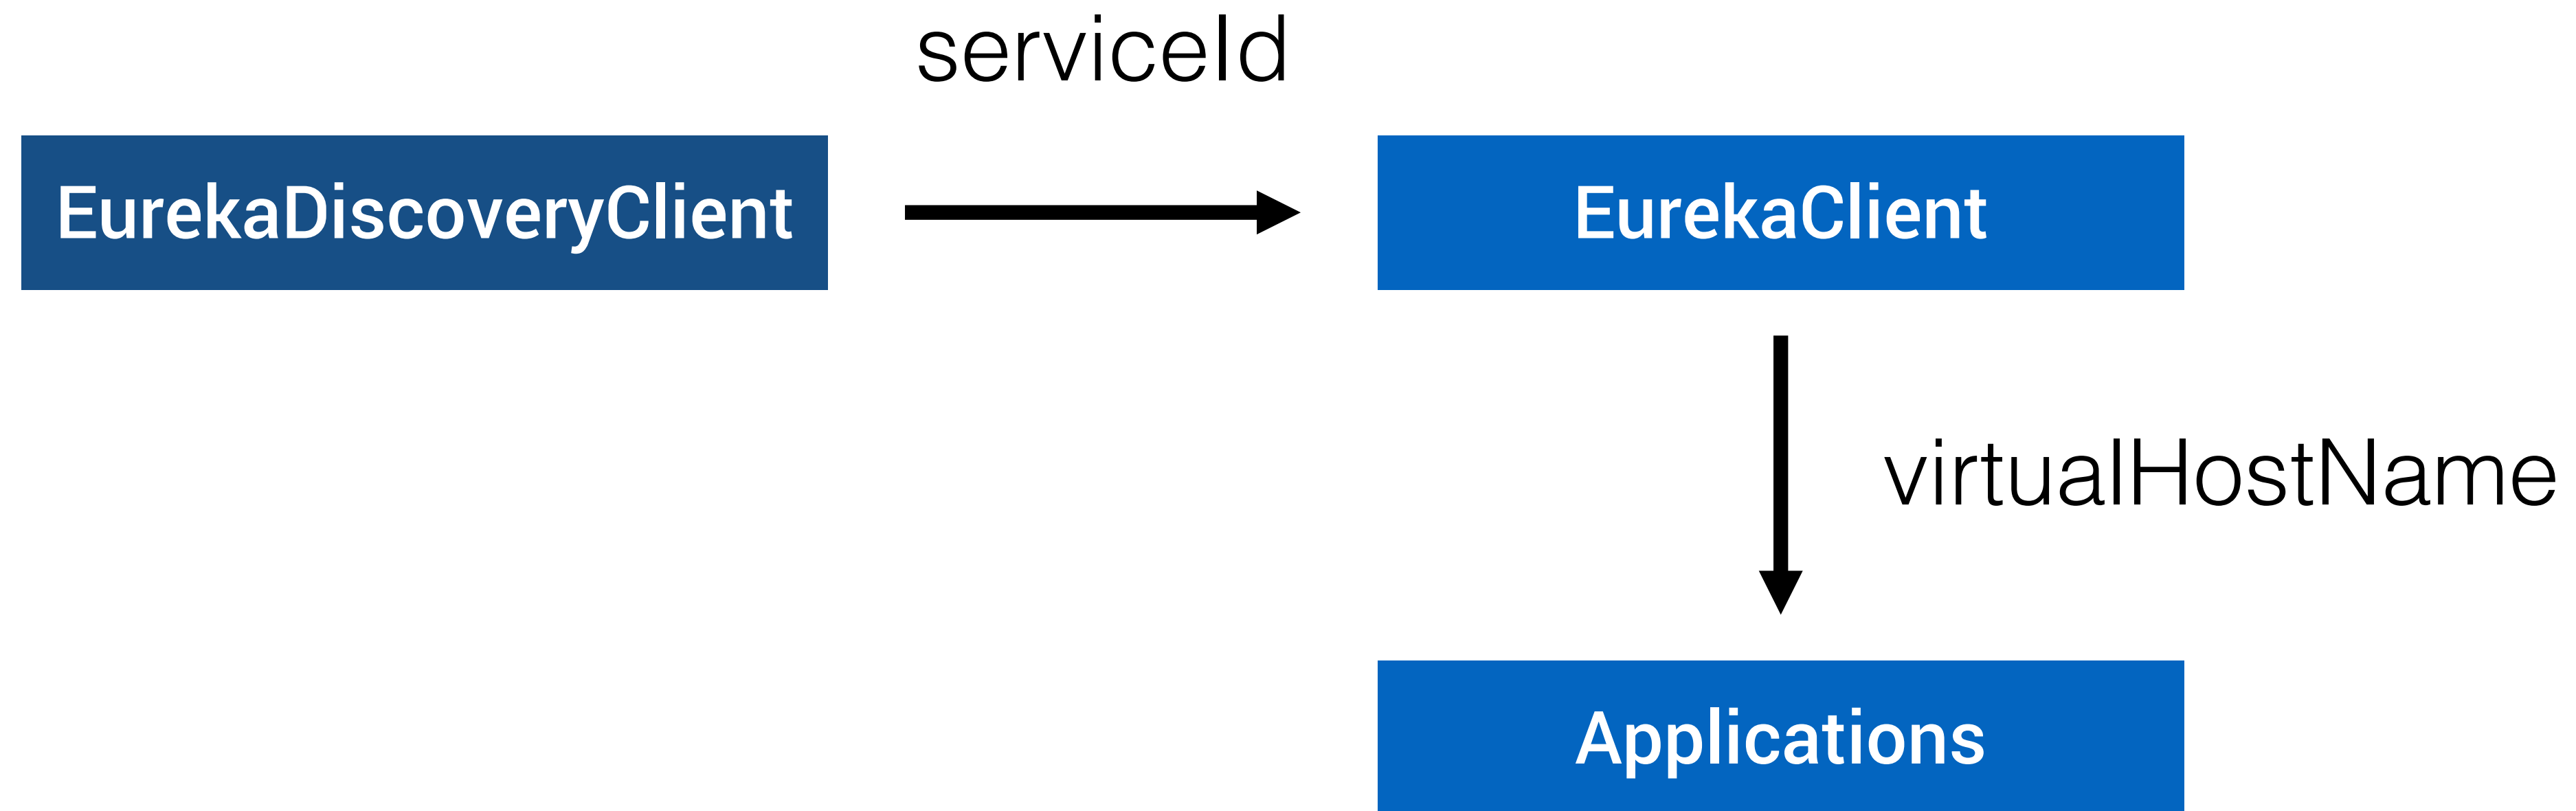 serviceId
EurekaDiscoveryClient
EurekaClient
virtualHostName
Applications